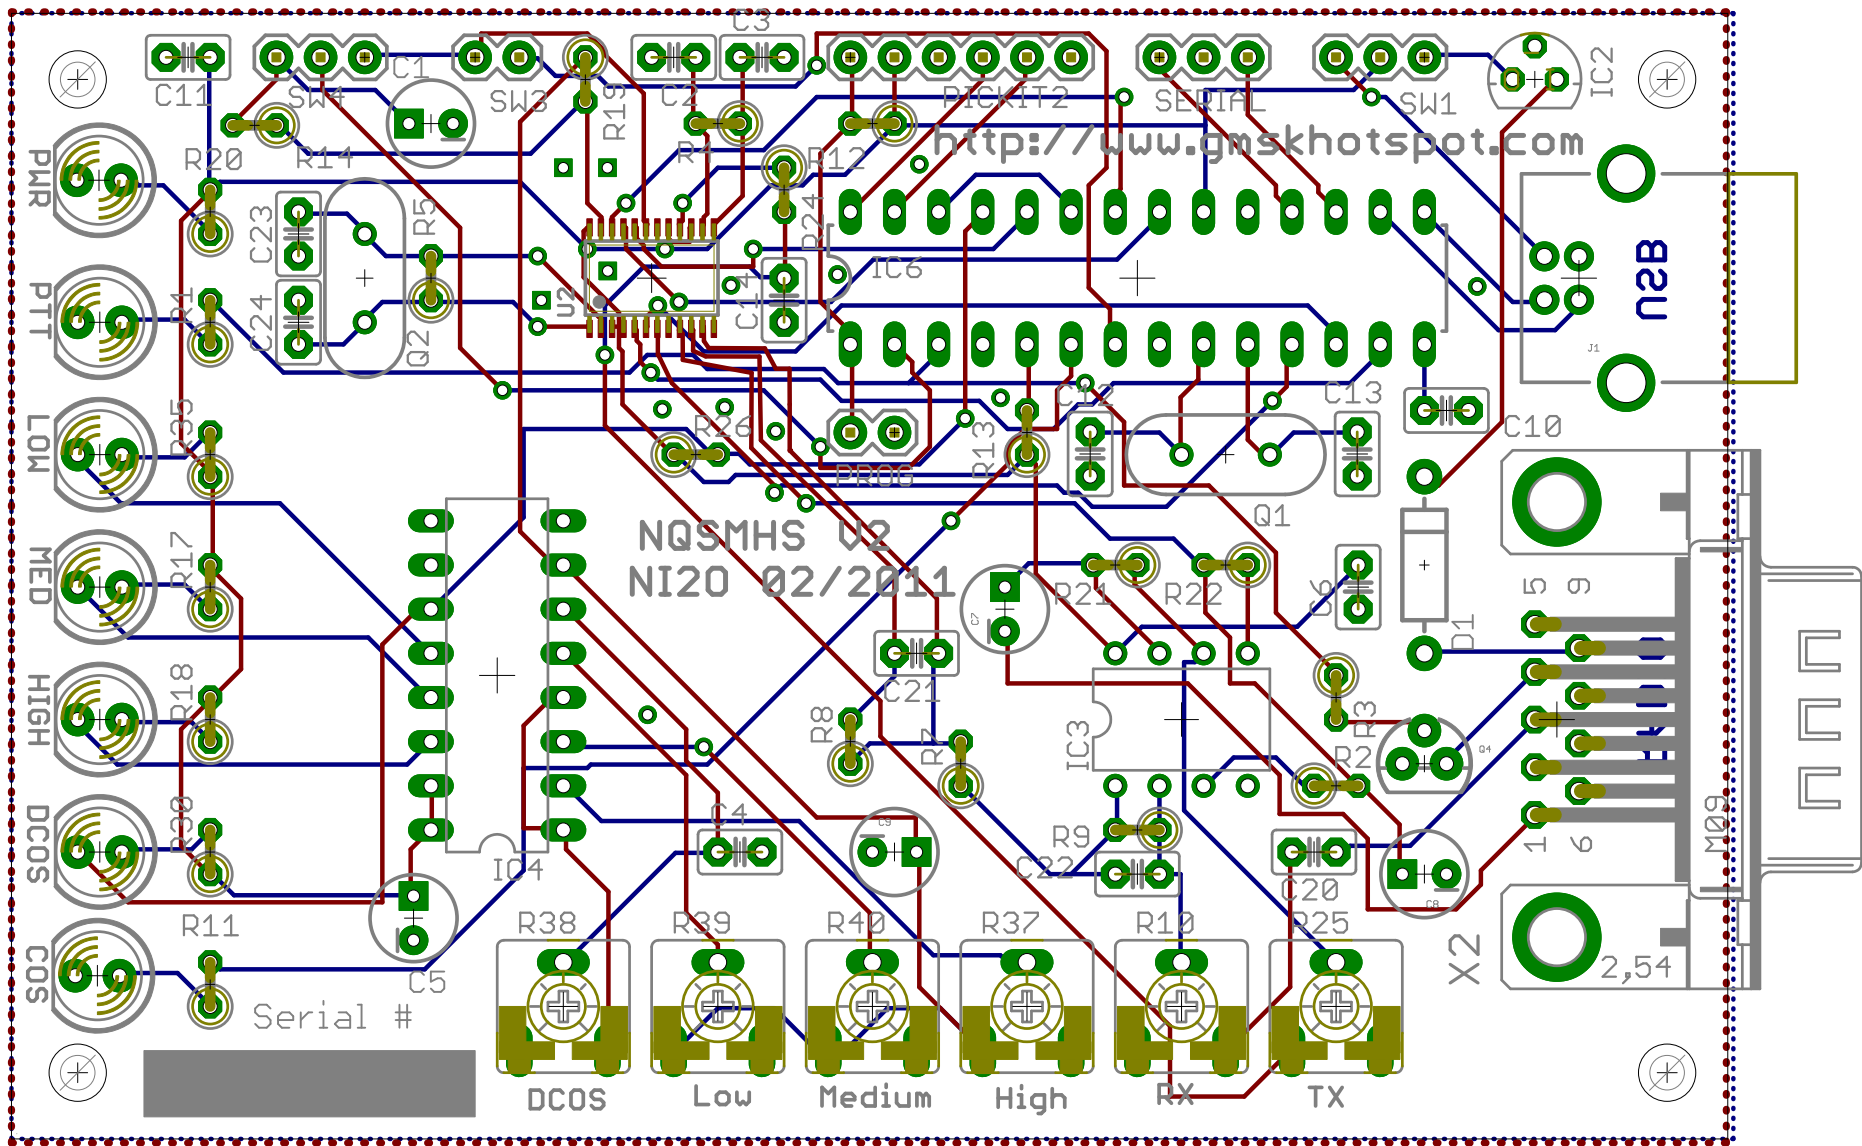 C3
C11
SW4
C1
SW3
R19
C2
PICKIT2
SERIAL
SW1
IC2
http://www.gmskhotspot.com
R20
R14
R4
R12
PWR
C23
R5
R24
IC6
USB
PTT
R1
C24
Q2
U2
C14
J1
C12
C13
C10
LOW
R35
R26
PROG
R13
Q1
NQSMHS V2
NI2O 02/2011
MED
R17
C7
R21
R22
C6
D1
5
9
HIGH
R18
C21
R8
R7
IC3
R3
R2
Q4
DCOS
R30
IC4
C4
C9
R9
C22
C20
C8
1
6
M09
COS
R11
C5
R38
R39
R40
R37
R10
R25
X2
2,54
Serial #
DCOS
Low
Medium
High
RX
TX